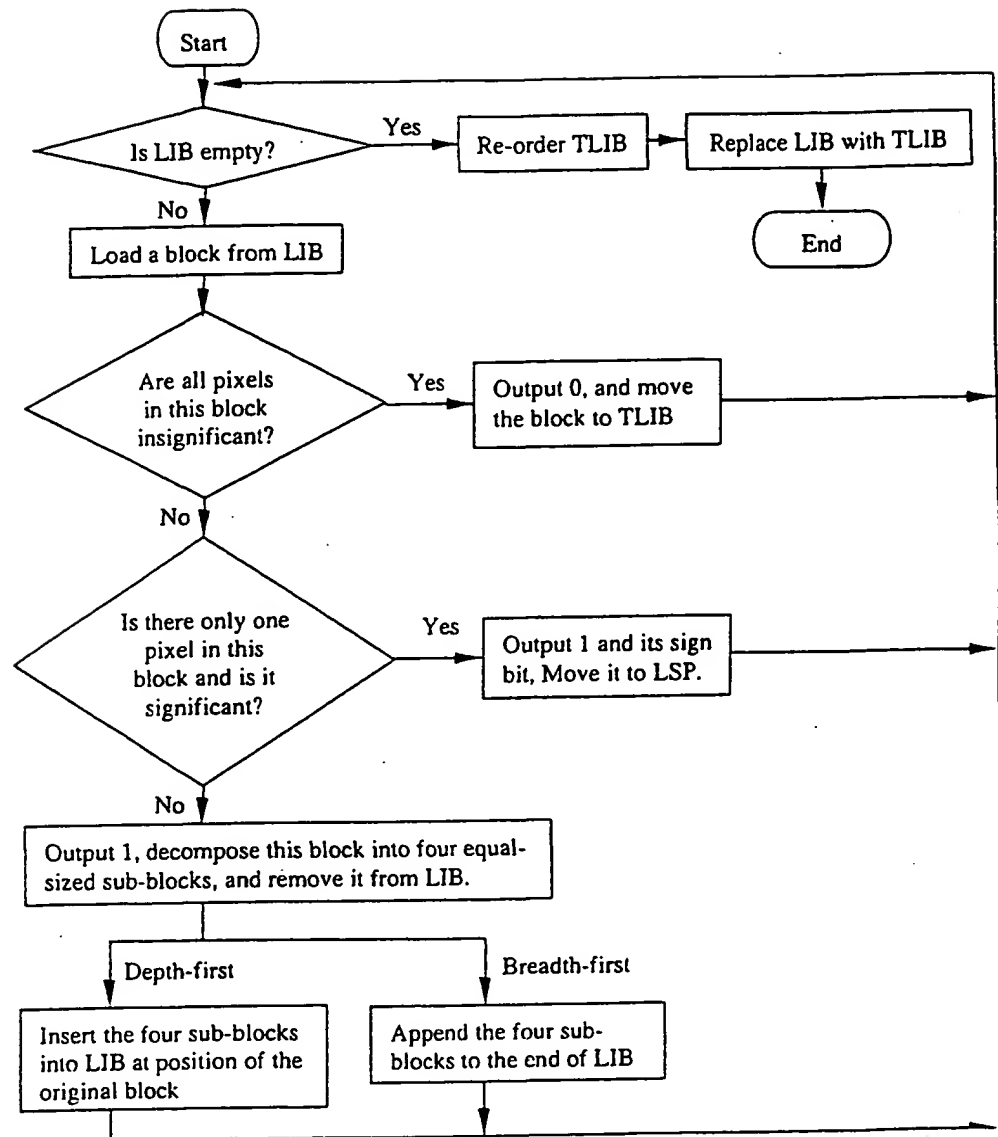 Start
Is LIB empty?
Yes
Re-order TLIB
Replace LIB with TLIB
No
End
Load a block from LIB
Are all pixels
in this block
insignificant?
Yes
Output 0, and move
the block to TLIB
No
Is there only one
pixel in this
block and is it
significant?
Yes
Output 1 and its sign
bit, Move it to LSP.
No
Output 1, decompose this block into four equal-
sized sub-blocks, and remove it from LIB.
Depth-first
Breadth-first
Insert the four sub-blocks
into LIB at position of the
original block
Append the four sub-
blocks to the end of LIB